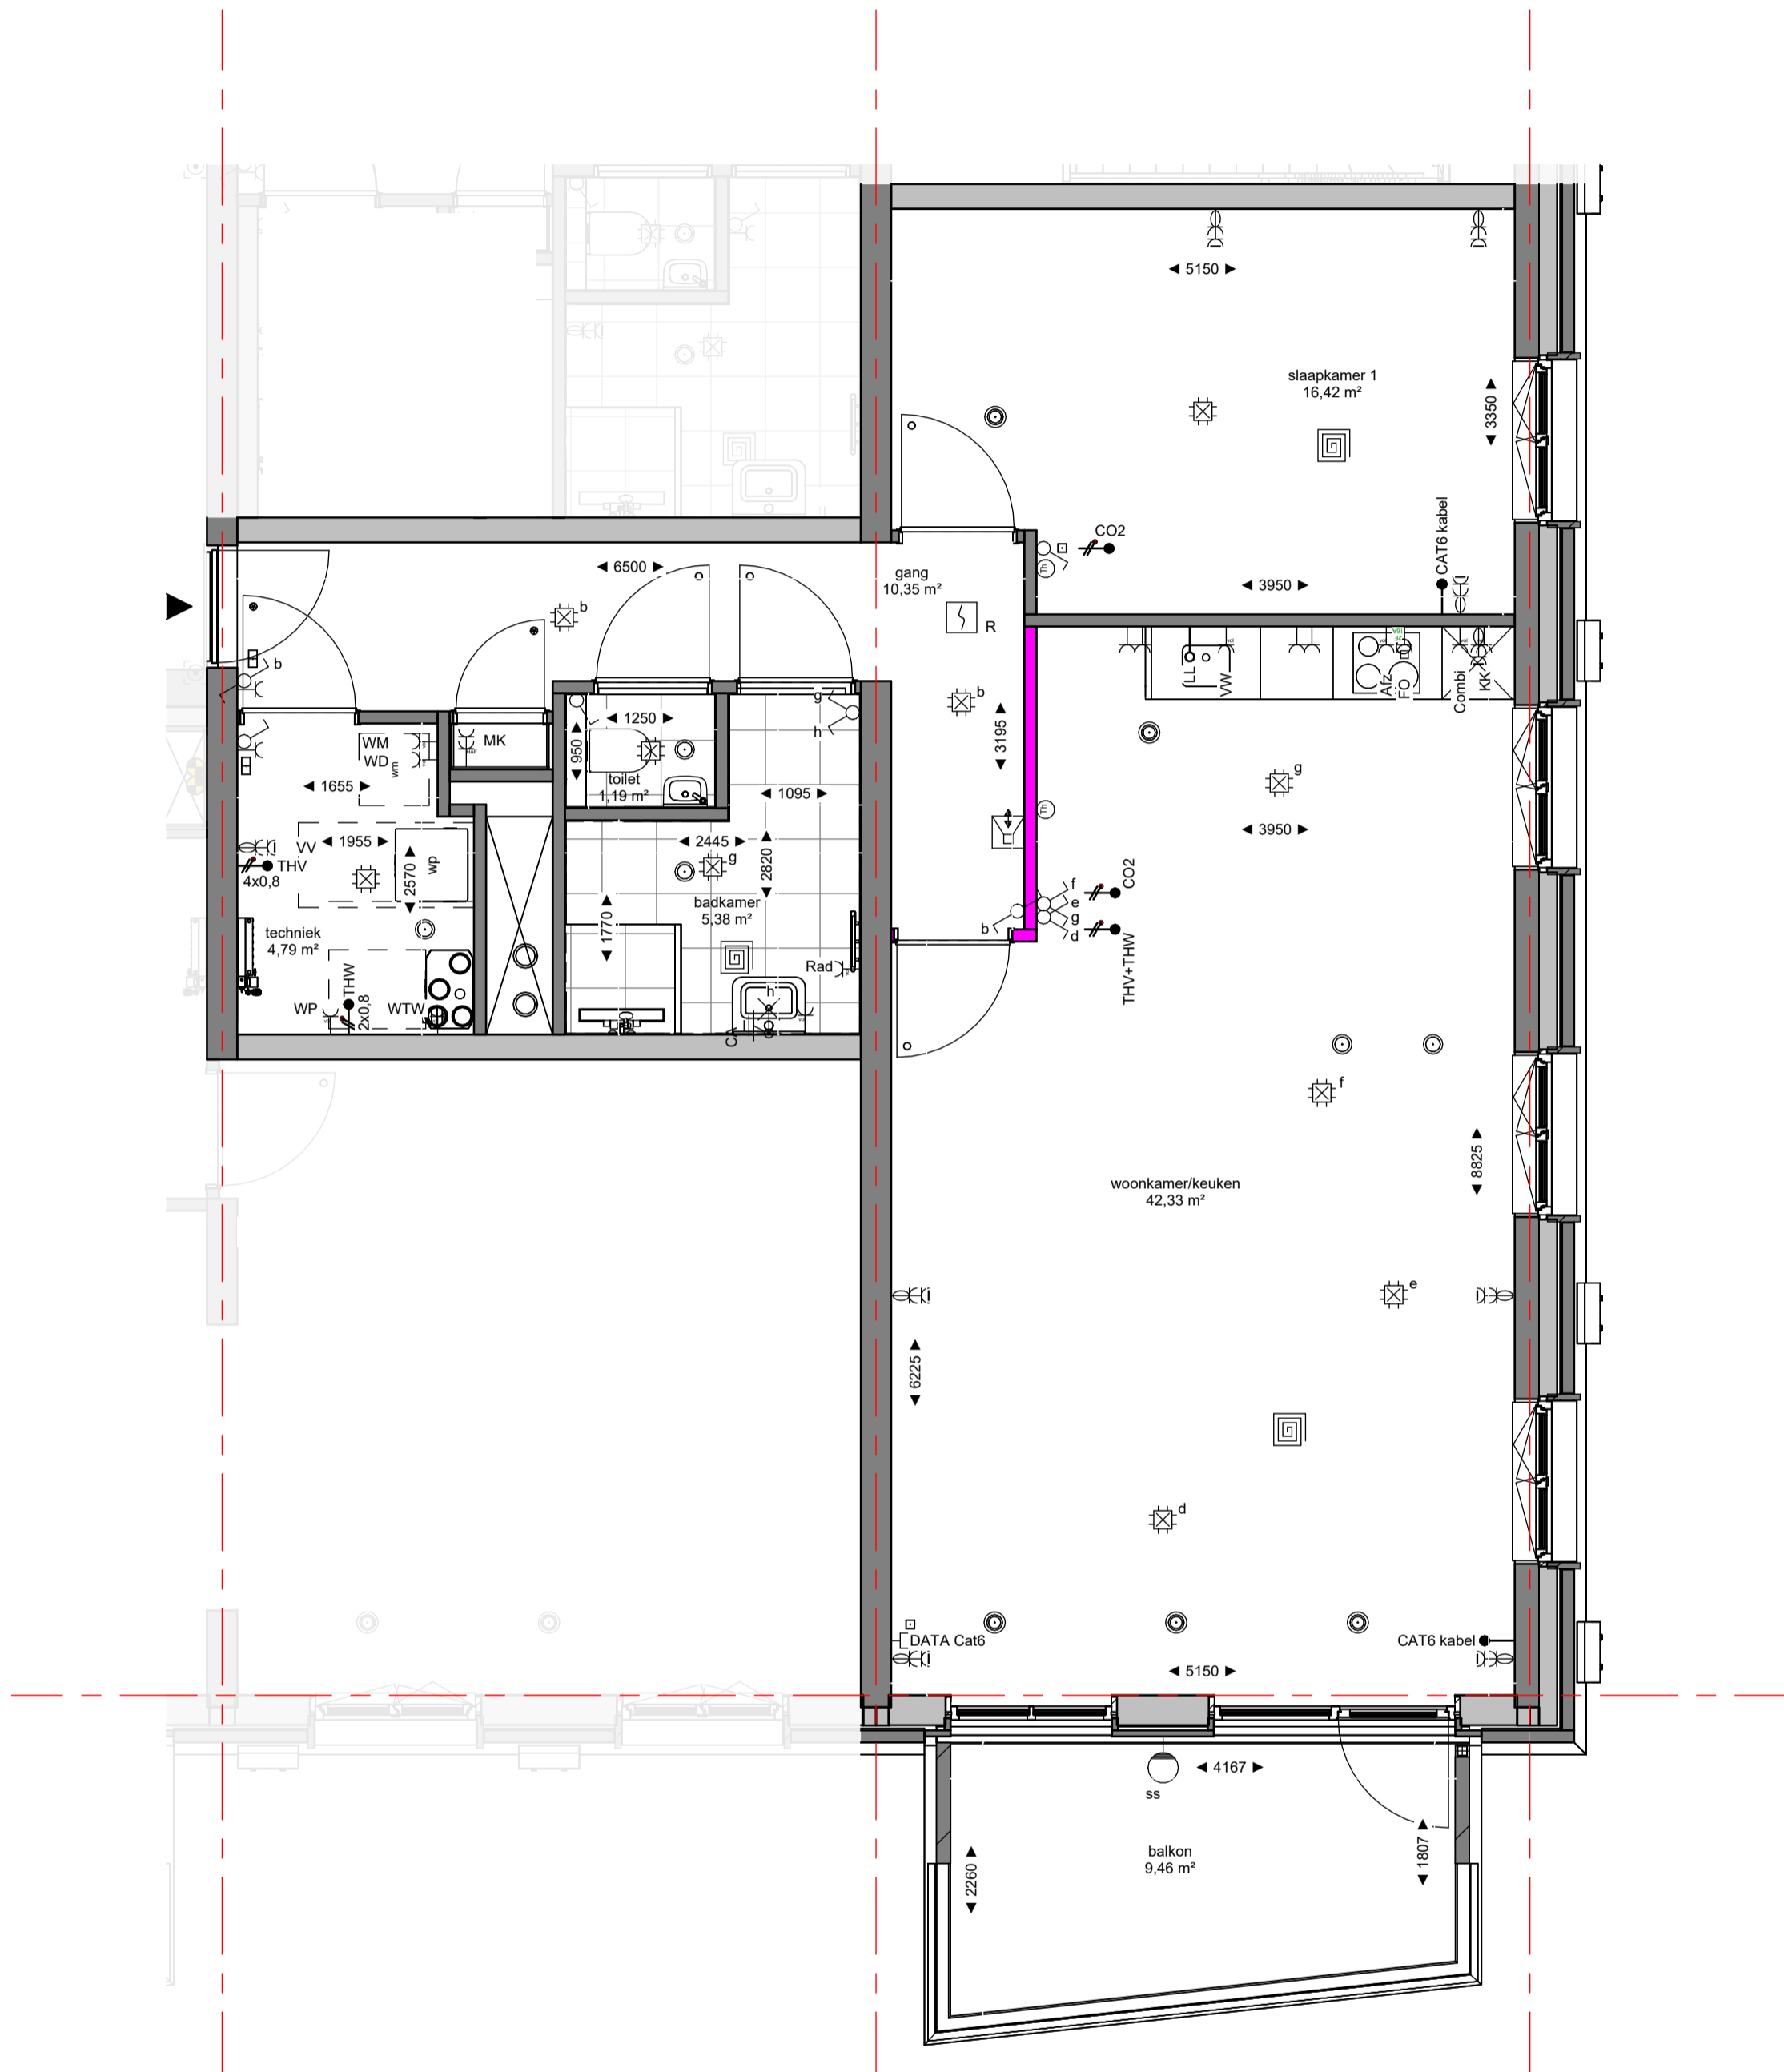 5150
slaapkamer 1
16,42 m²
3350
CAT6 kabel
CO2
Th
3950
6500
gang
10,35 m²
b
R
b
b
g
h
WM
WD
wm
MK
1250
950
toilet
1,19 m²
1095
3195
LL
VW
Afz
FO
Combi
KK
1655
VV
1955
2570
wp
THV
4x0,8
techniek
4,79 m²
WP
THW
2x0,8
WTW
2445
g
2820
badkamer
5,38 m²
1770
Rad
h
CA
Th
g
3950
CO2
f
e
g
d
b
THV+THW
f
woonkamer/keuken
42,33 m²
8825
e
6225
d
DATA Cat6
CAT6 kabel
5150
ss
4167
balkon
9,46 m²
2260
1807